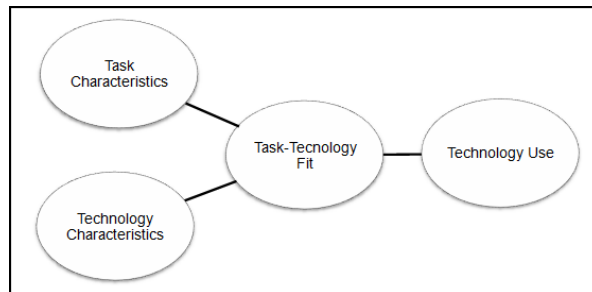 Task
Characteristics
Task-Tecnology
Fit
Technology Use
Technology
Characteristics